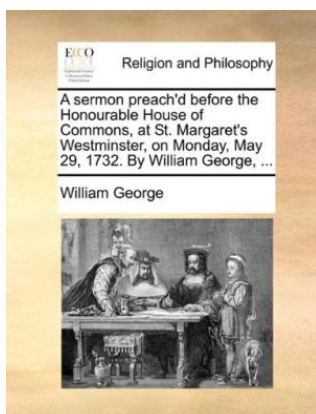 ECCO
Religion and Philosophy
A sermon preach'd before the
Honourable House of
Commons, at St. Margaret's
Westminster, on Monday, May
29, 1732. By William George, ...
William George